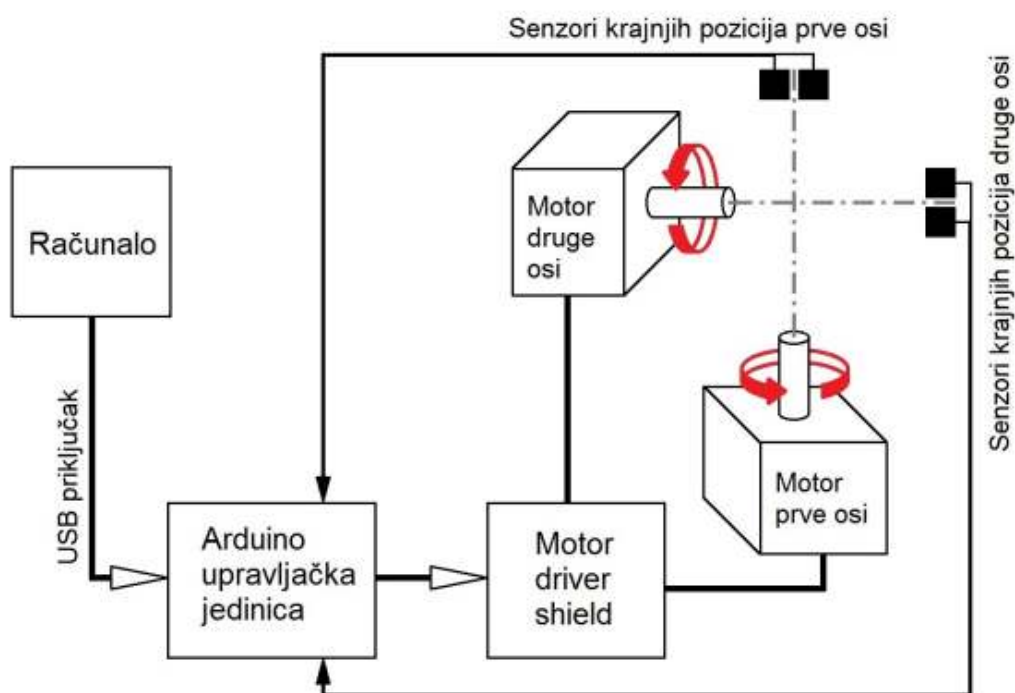 Senzori krajnjih pozicija prve osi
Senzori krajnjih pozicija druge osi
Računalo
Motor
druge
osi
Motor
prve osi
USB priključak
Arduino
upravljačka
jedinica
Motor
driver
shield